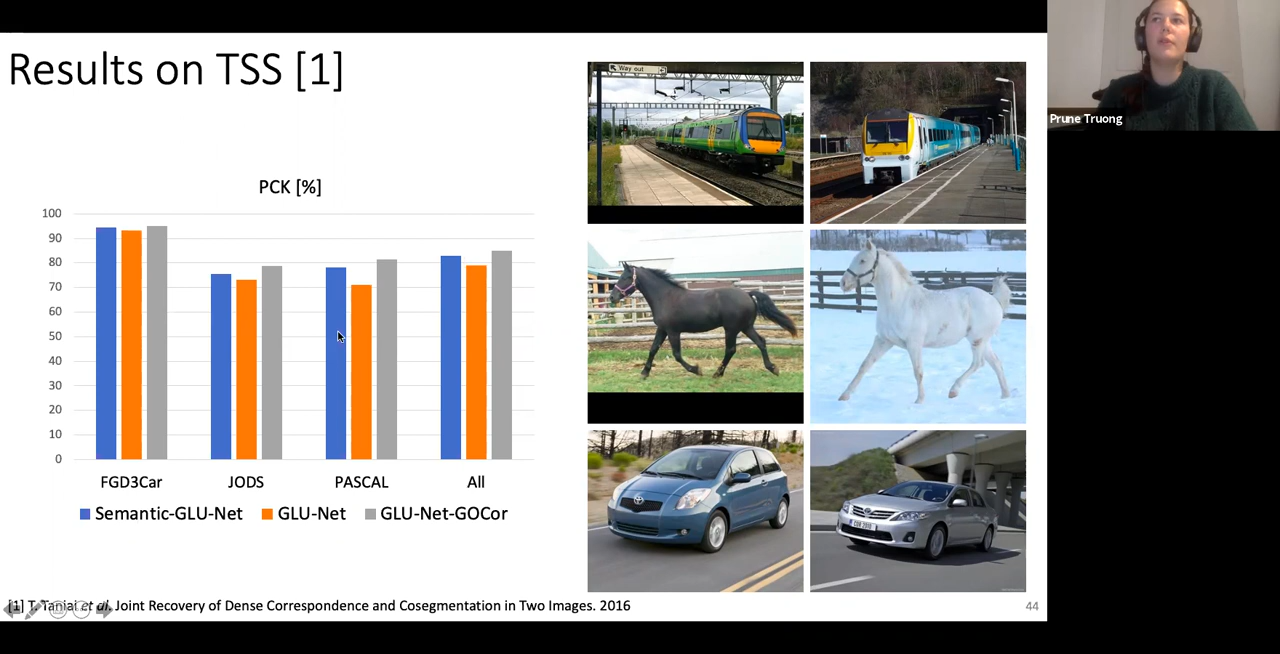 Results on TSS [1]
PCK [%]
100
90
80
70
60
50
40
30
20
10
0
FGD3Car JODS PASCAL All
Semantic-GLU-Net GLU-Net GLU-Net-GOCor
Way out
[1] T. Taniai et al. Joint Recovery of Dense Correspondence and Cosegmentation in Two Images. 2016
44
Prune Truong